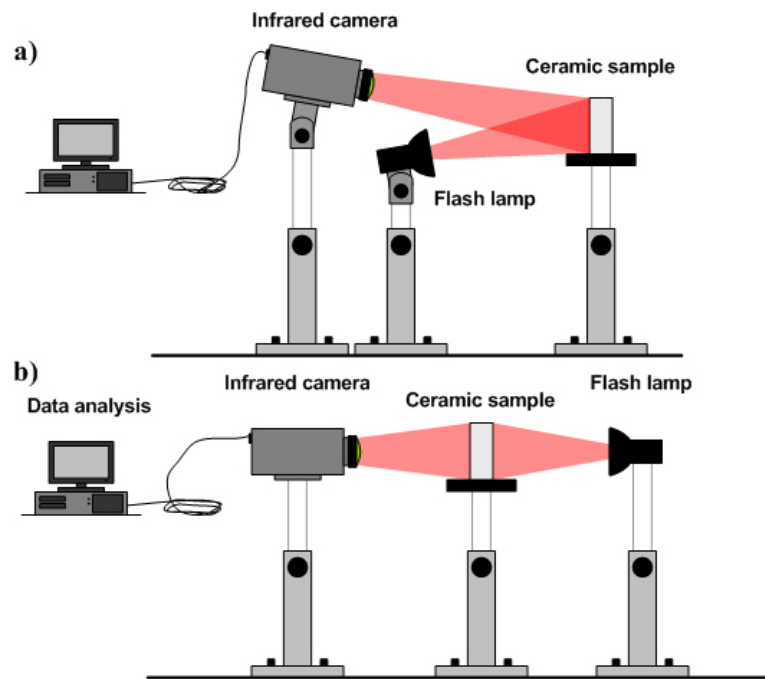 Infrared camera
a)
Ceramic sample
Flash lamp
b)
Infrared camera
Flash lamp
Data analysis
Ceramic sample